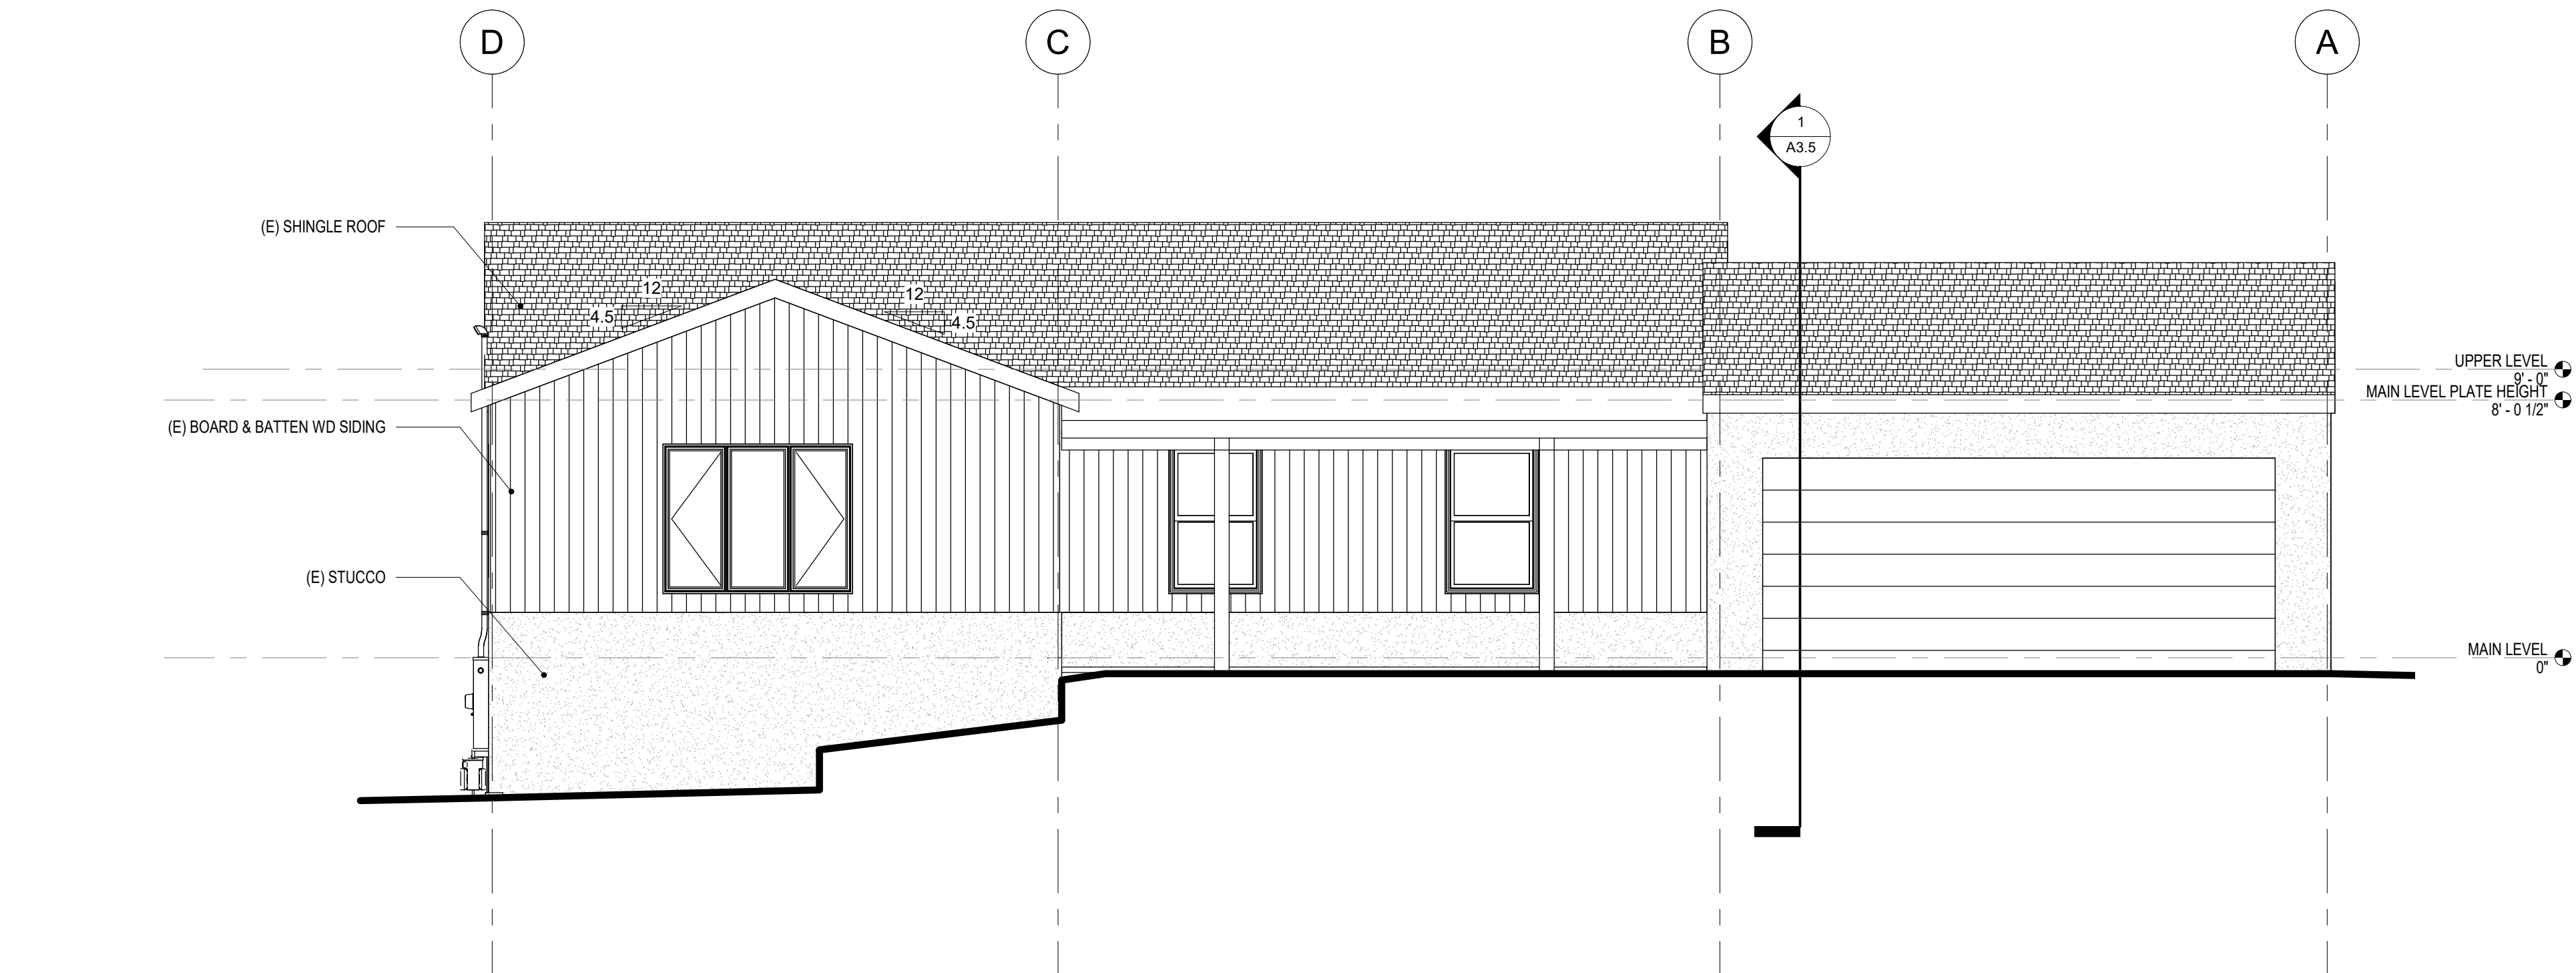 D
C
B
A
1
A3.5
(E) SHINGLE ROOF
12
4.5
12
4.5
UPPER LEVEL
9' - 0"
MAIN LEVEL PLATE HEIGHT
8' - 0 1/2"
(E) BOARD & BATTEN WD SIDING
(E) STUCCO
MAIN LEVEL
0"